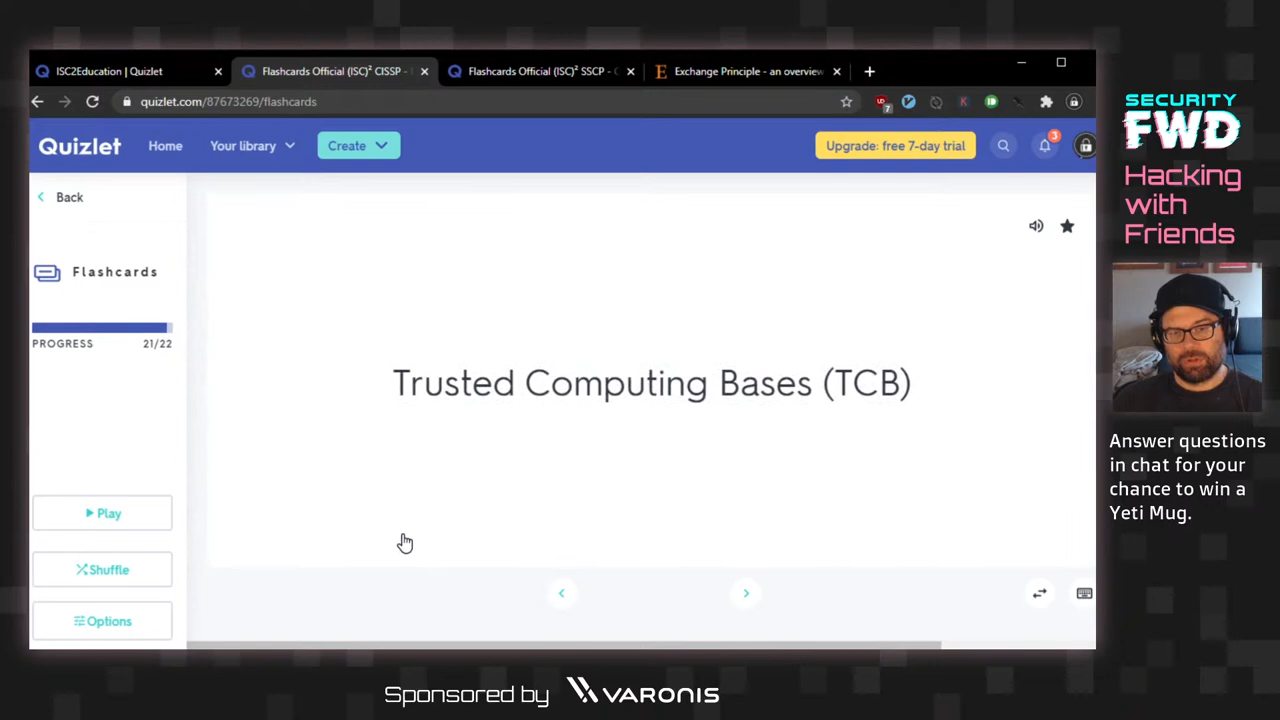 ISC2Education | Quizlet
Flashcards Official (ISC)² CISSP -
Flashcards Official (ISC)² SSCP -
Exchange Principle - an overview
quizlet.com/87673269/flashcards
7
Quizlet
Home
Your library
Create
Upgrade: free 7-day trial
3
Back
Flashcards
PROGRESS 21/22
Trusted Computing Bases (TCB)
Play
Shuffle
Options
SECURITY
FWD
Hacking
with
Friends
Answer questions
in chat for your
chance to win a
Yeti Mug.
Sponsored by VARONIS